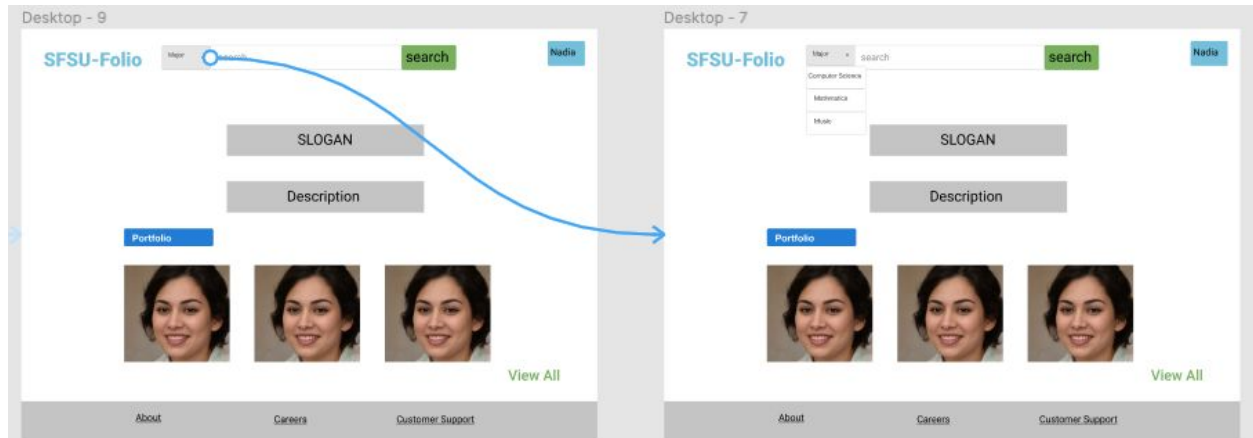 Desktop - 9
SFSU-Folio
Major
search
search
Nadia
SLOGAN
Description
Portfolio
View All
About
Careers
Customer Support
Desktop - 7
SFSU-Folio
Major
search
search
Nadia
Computer Science
Mathematics
Music
SLOGAN
Description
Portfolio
View All
About
Careers
Customer Support